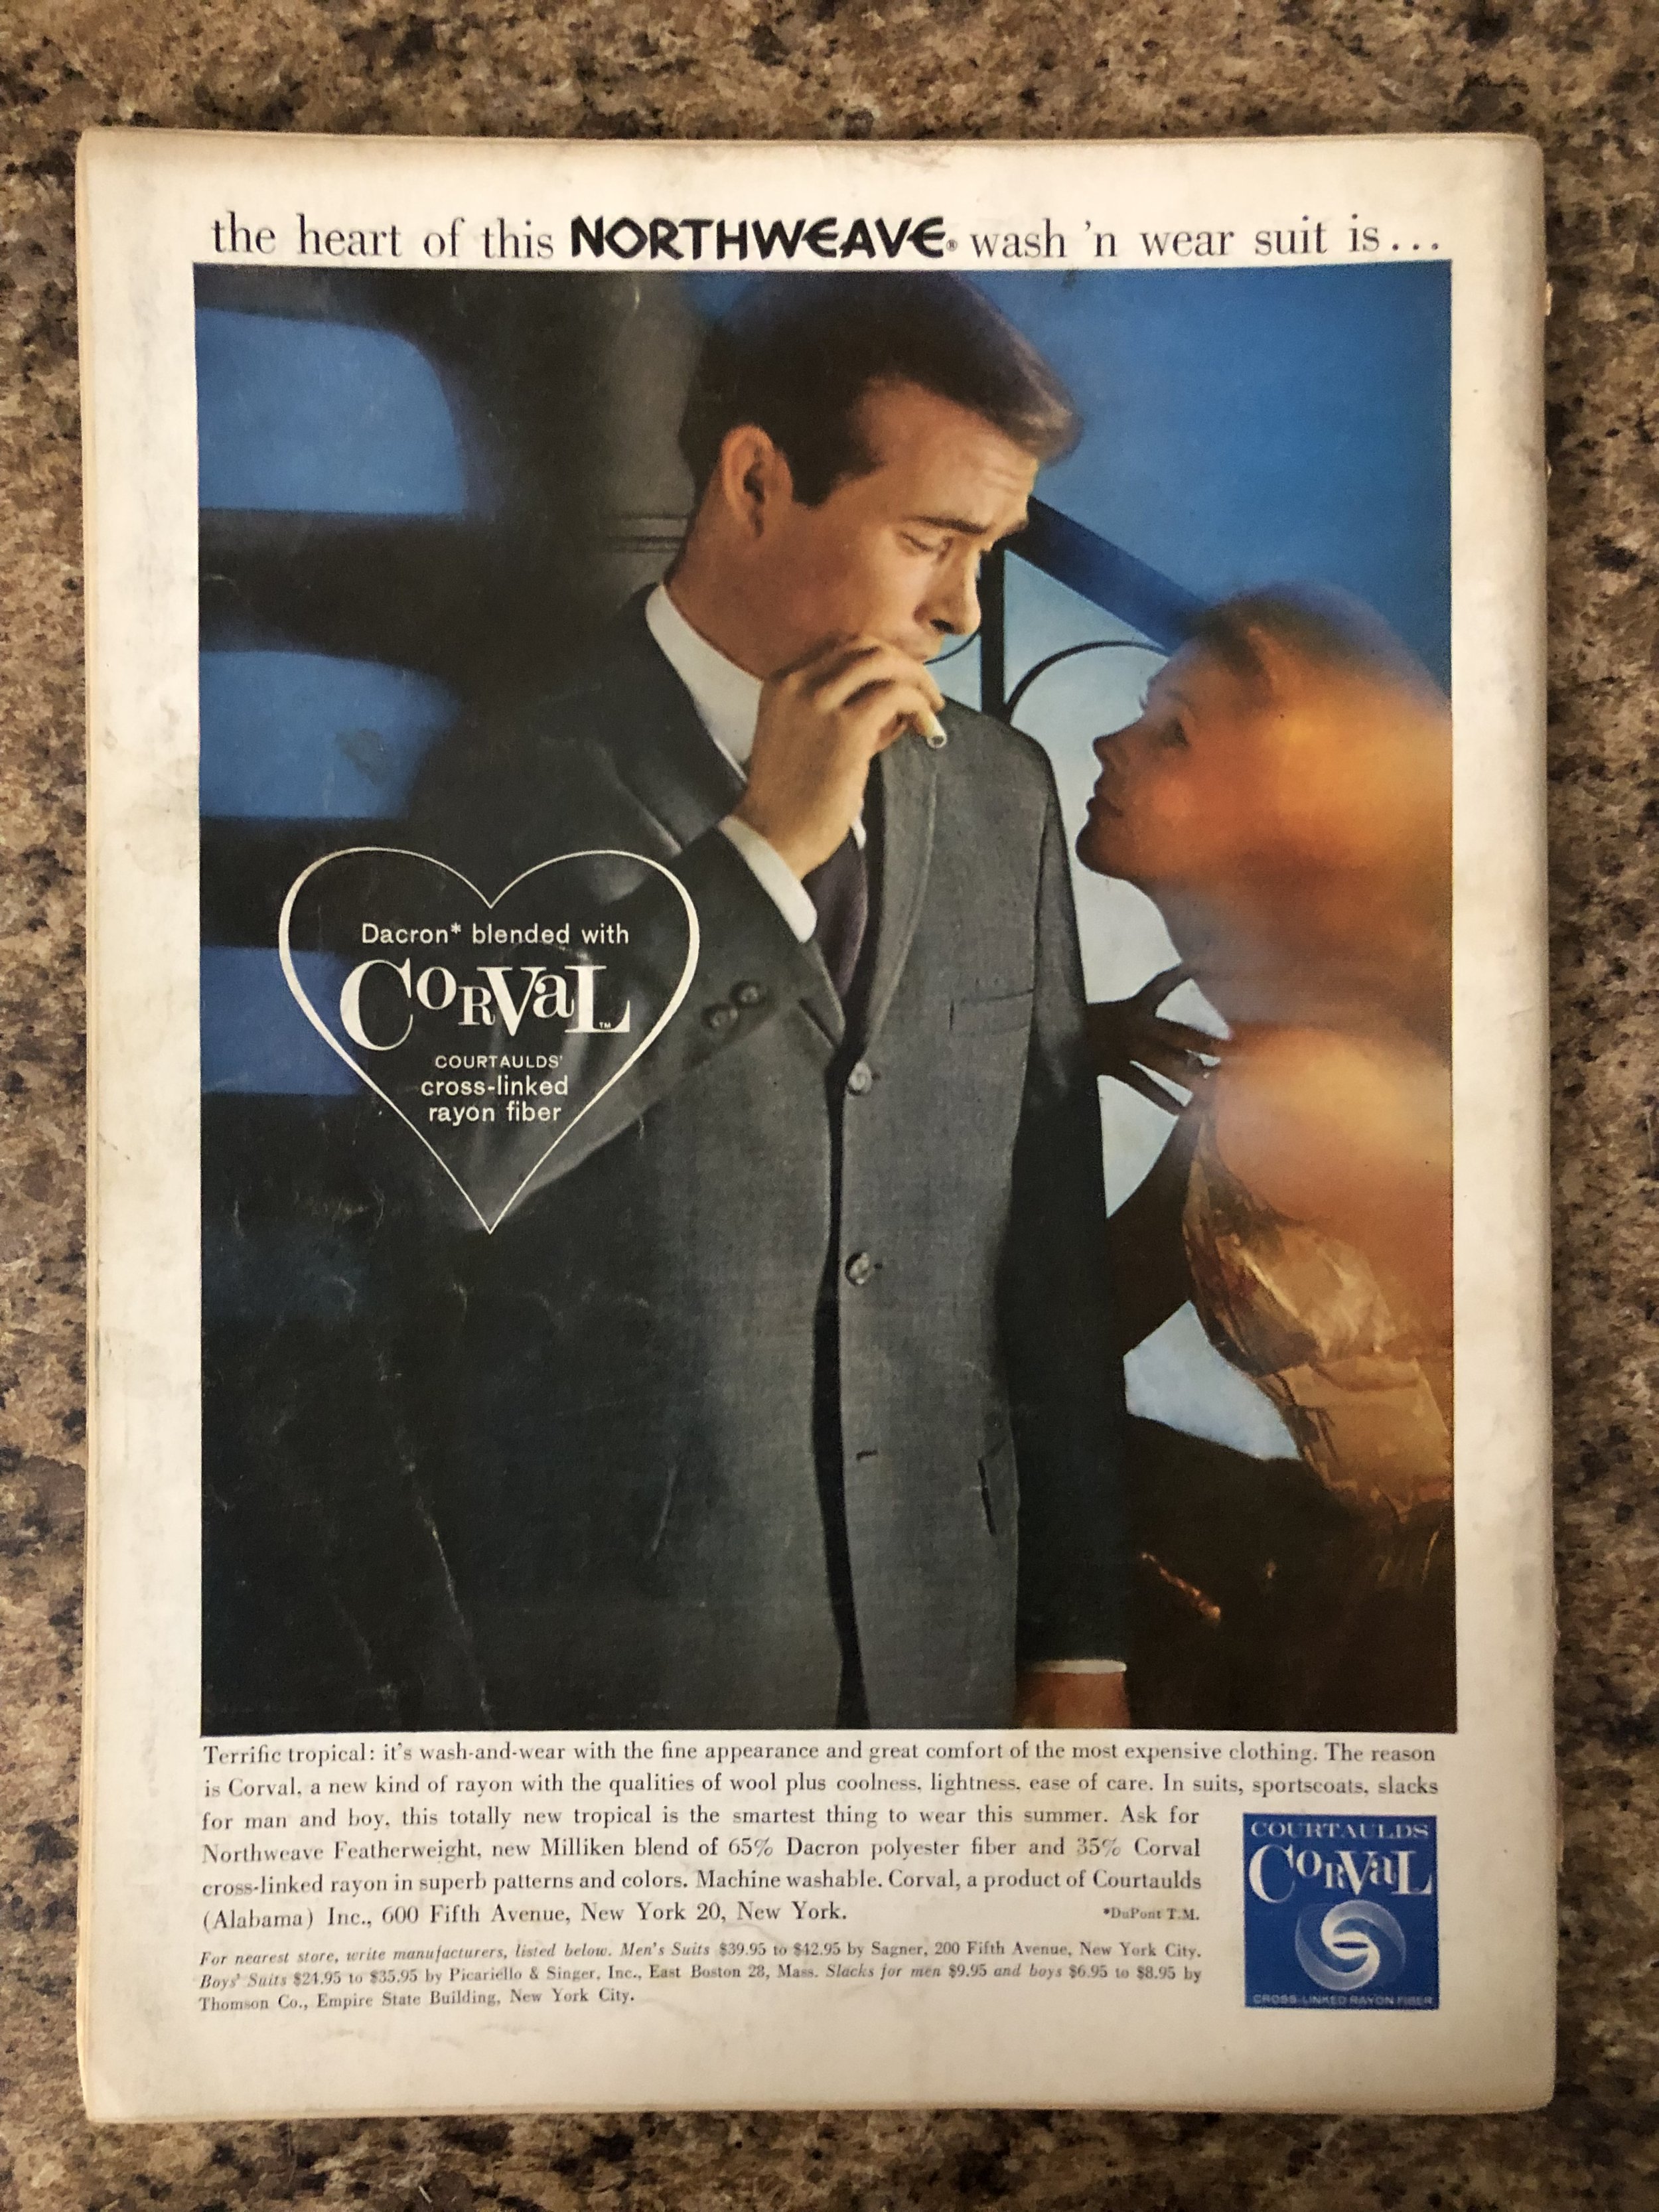 the heart of this NORTHWEAVE® wash 'n wear suit is...
Dacron* blended with
CORVAL™
COURTAULDS'
cross-linked
rayon fiber
Terrific tropical: it's wash-and-wear with the fine appearance and great comfort of the most expensive clothing. The reason
is Corval, a new kind of rayon with the qualities of wool plus coolness, lightness, ease of care. In suits, sportscoats, slacks
for man and boy, this totally new tropical is the smartest thing to wear this summer. Ask for
Northweave Featherweight, new Milliken blend of 65% Dacron polyester fiber and 35% Corval
cross-linked rayon in superb patterns and colors. Machine washable. Corval, a product of Courtaulds
(Alabama) Inc., 600 Fifth Avenue, New York 20, New York.
*DuPont T.M.
For nearest store, write manufacturers, listed below. Men's Suits $39.95 to $42.95 by Sagner, 200 Fifth Avenue, New York City.
Boys' Suits $24.95 to $35.95 by Picariello & Singer, Inc., East Boston 28, Mass. Slacks for men $9.95 and boys $6.95 to $8.95 by
Thomson Co., Empire State Building, New York City.
COURTAULDS
CORVAL
CROSS-LINKED RAYON FIBER